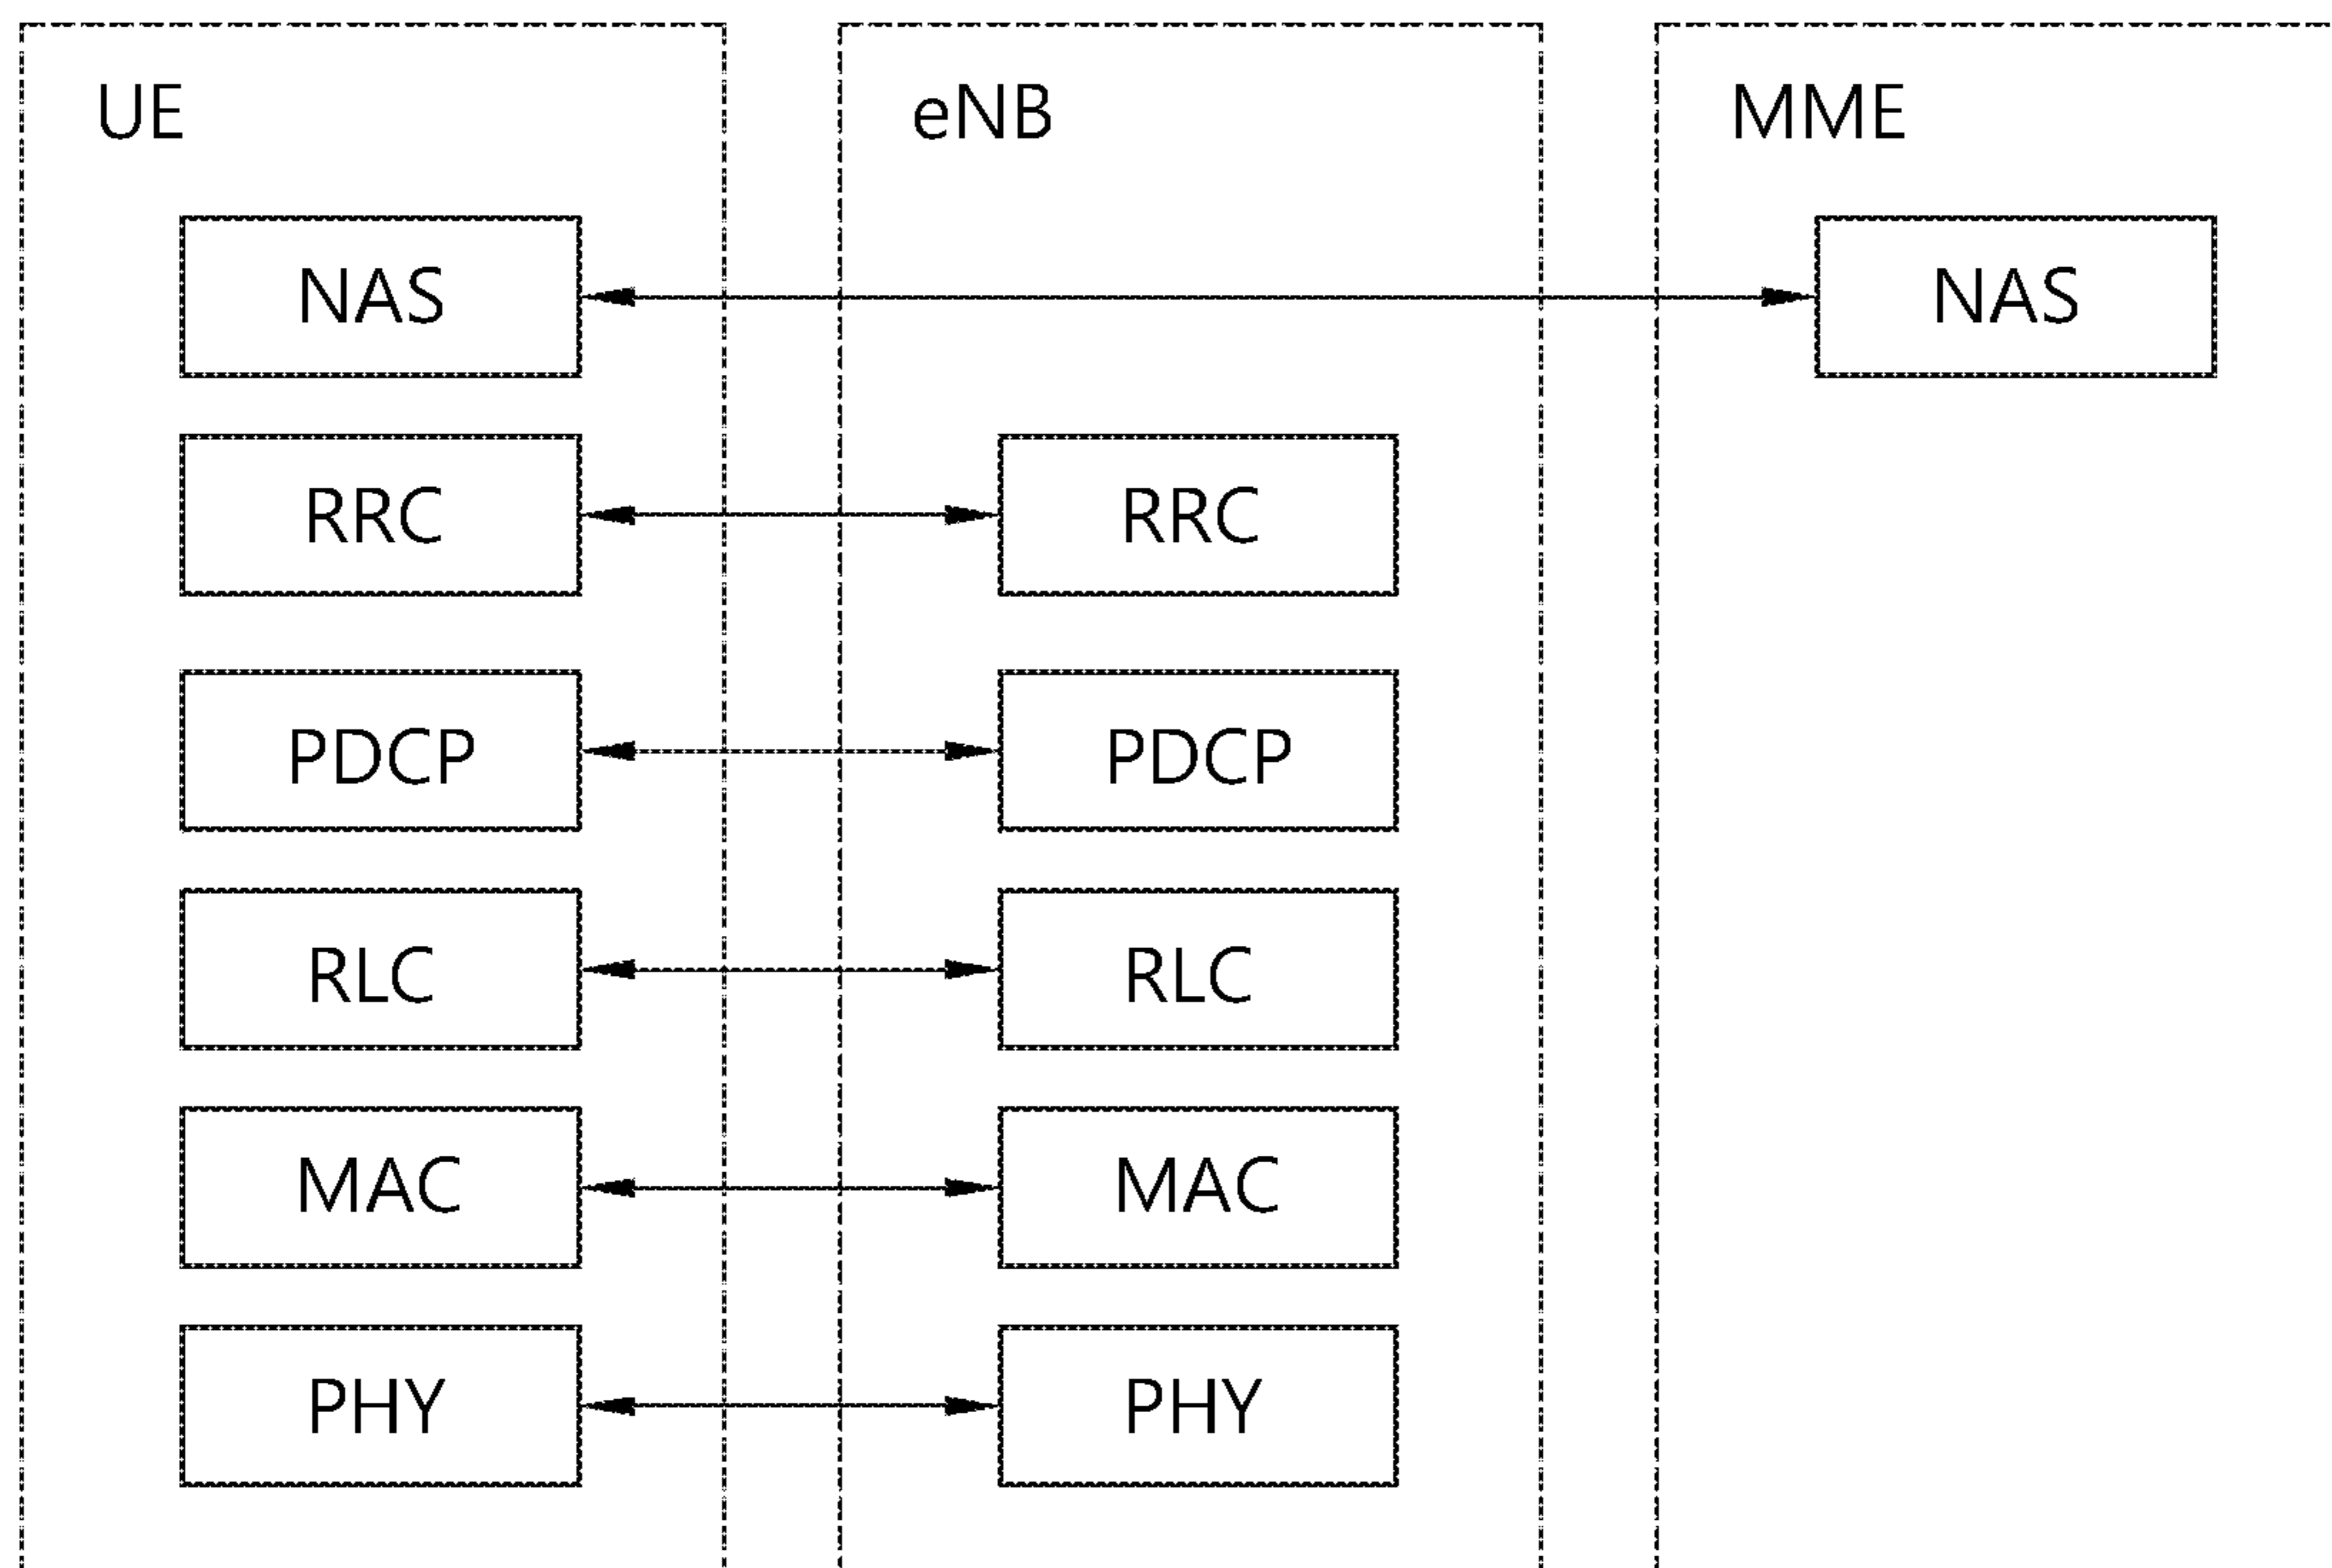 UE eNB MME
NAS NAS
RRC RRC
PDCP PDCP
RLC RLC
MAC MAC
PHY PHY